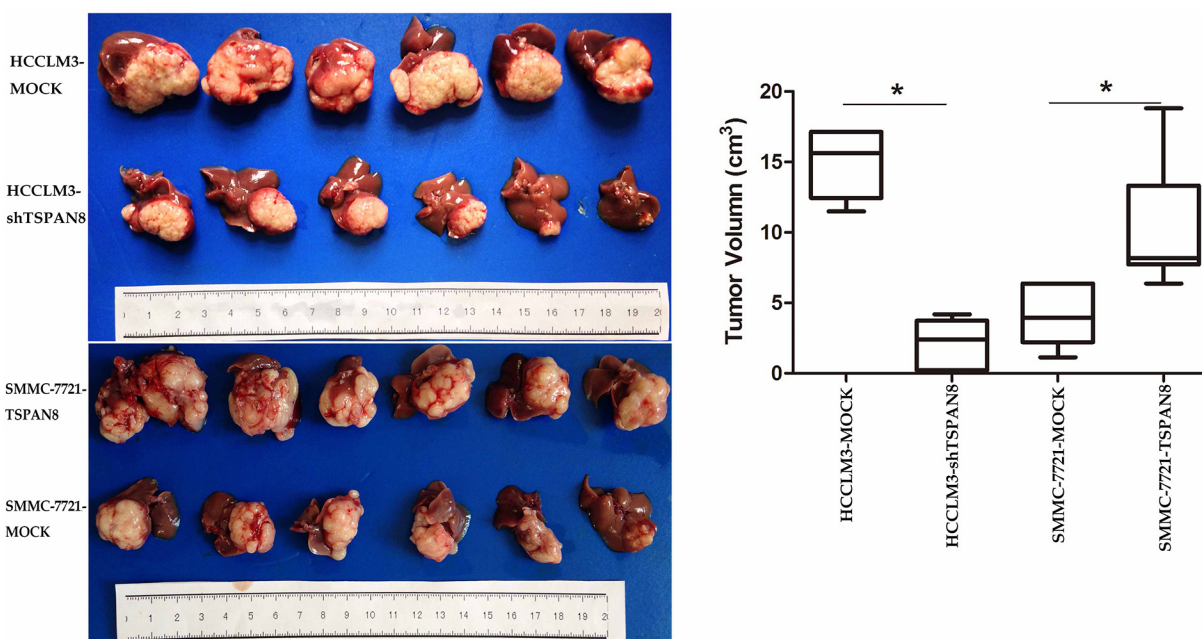 HCCLM3-
MOCK
HCCLM3-
shTSPAN8
1 2 3 4 5 6 7 8 9 10 11 12 13 14 15 16 17 18 19 2
SMMC-7721-
TSPAN8
SMMC-7721-
MOCK
1 2 3 4 5 6 7 8 9 10 11 12 13 14 15 16 17 18 19 2
Tumor Volumn (cm³)
20
15
10
5
0
*
*
HCCLM3-MOCK
HCCLM3-shTSPAN8
SMMC-7721-MOCK
SMMC-7721-TSPAN8